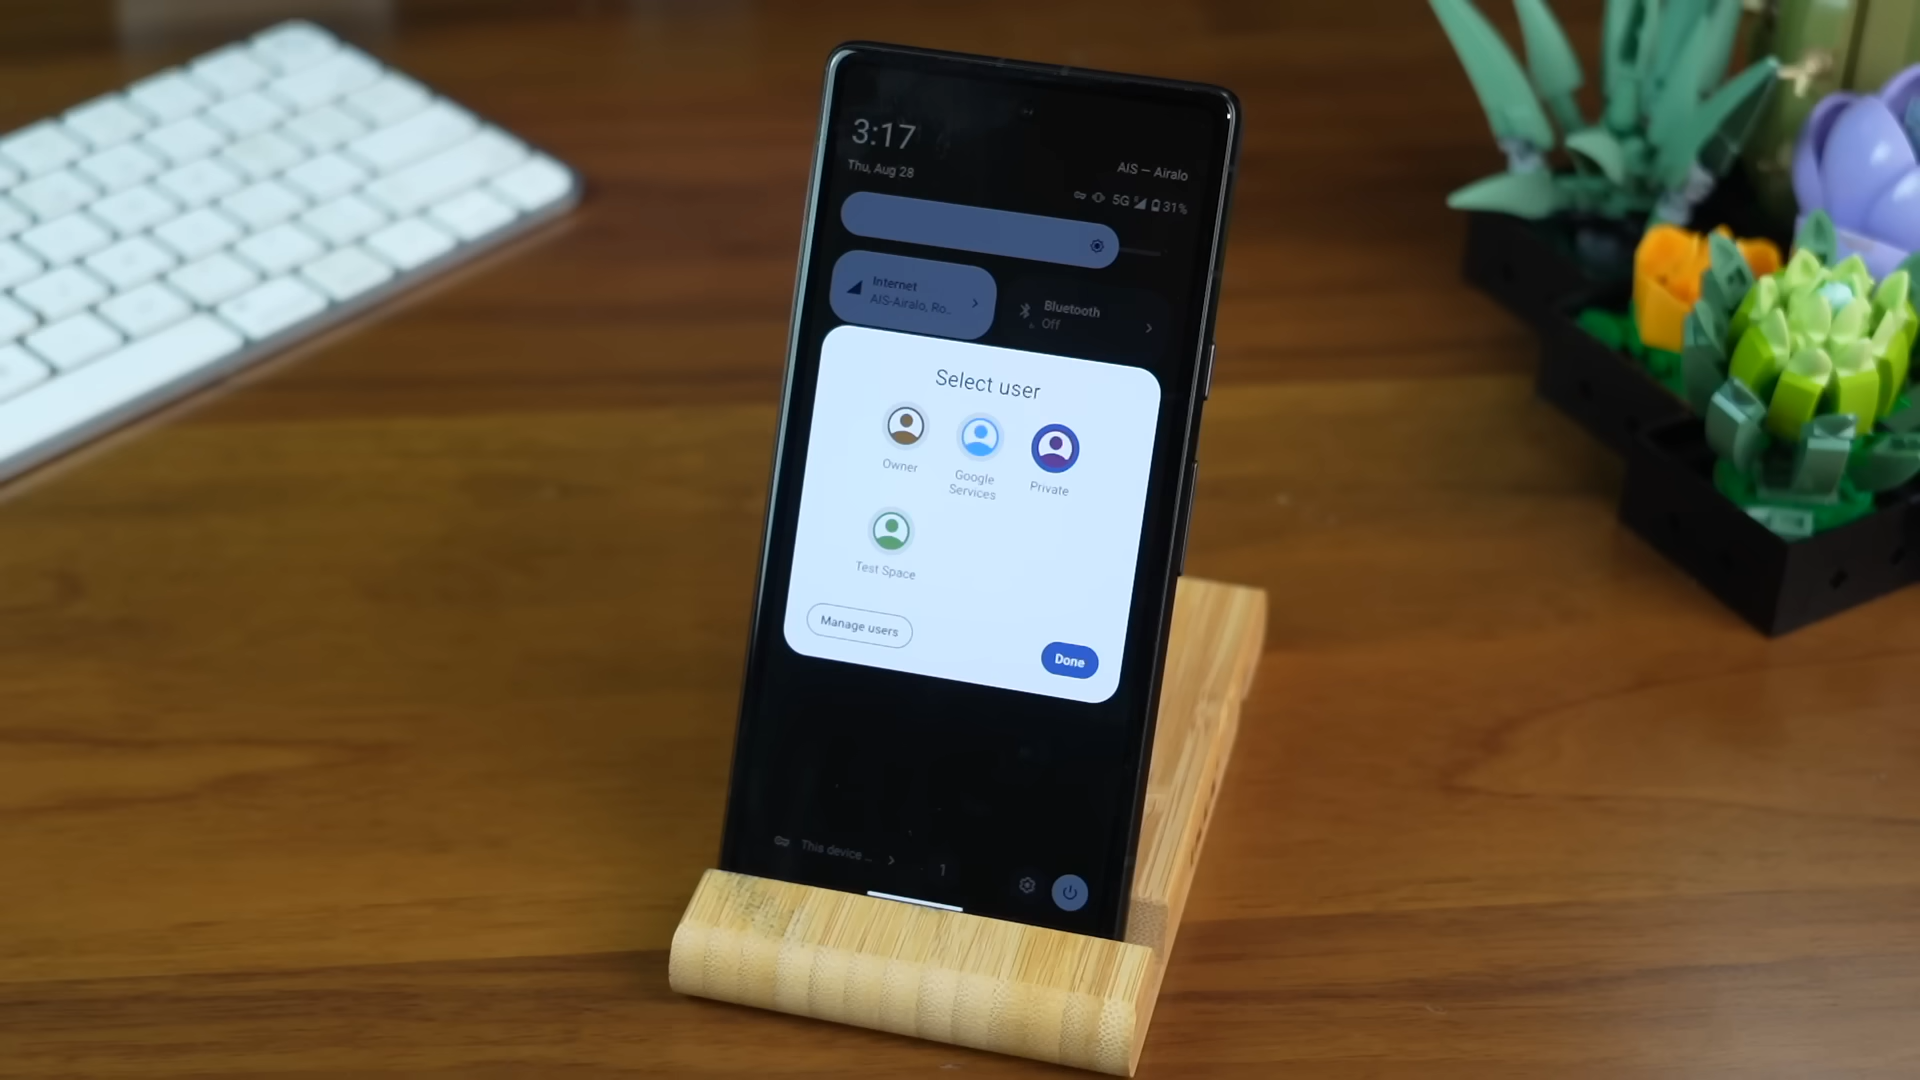 3:17
Thu, Aug 28
AIS — Airalo
5G 31%
Internet
AIS-Airalo, Ro...
Bluetooth
Off
Select user
Owner
Google
Services
Private
Test Space
Manage users
Done
This device ...
1